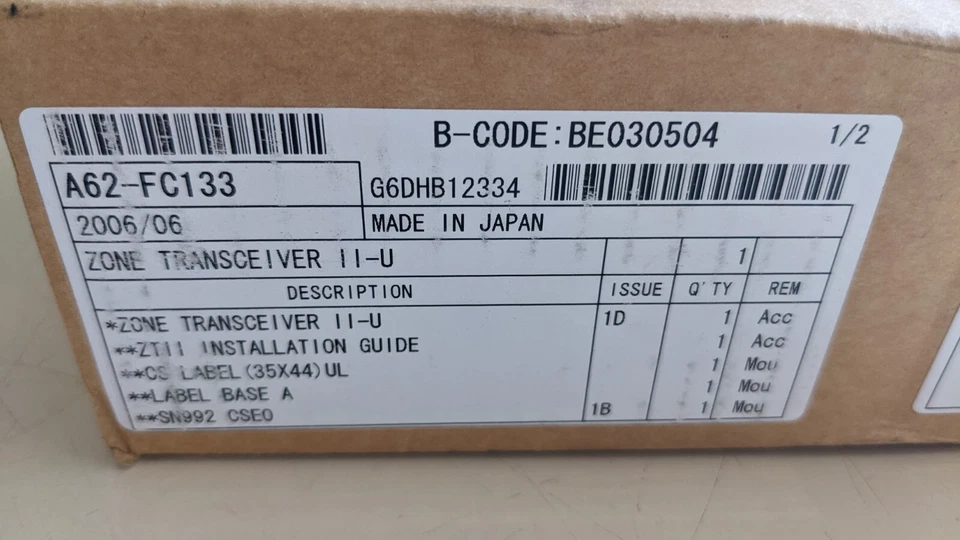 B-CODE:BE030504 1/2
A62-FC133 G6DHB12334
2006/06 MADE IN JAPAN
ZONE TRANSCEIVER II-U 1
DESCRIPTION ISSUE Q'TY REM
*ZONE TRANSCEIVER II-U 1D 1 Acc
**ZTII INSTALLATION GUIDE 1 Acc
**CS LABEL(35X44)UL 1 Mou
**LABEL BASE A 1 Mou
**SN992 CSEO 1B 1 Mou